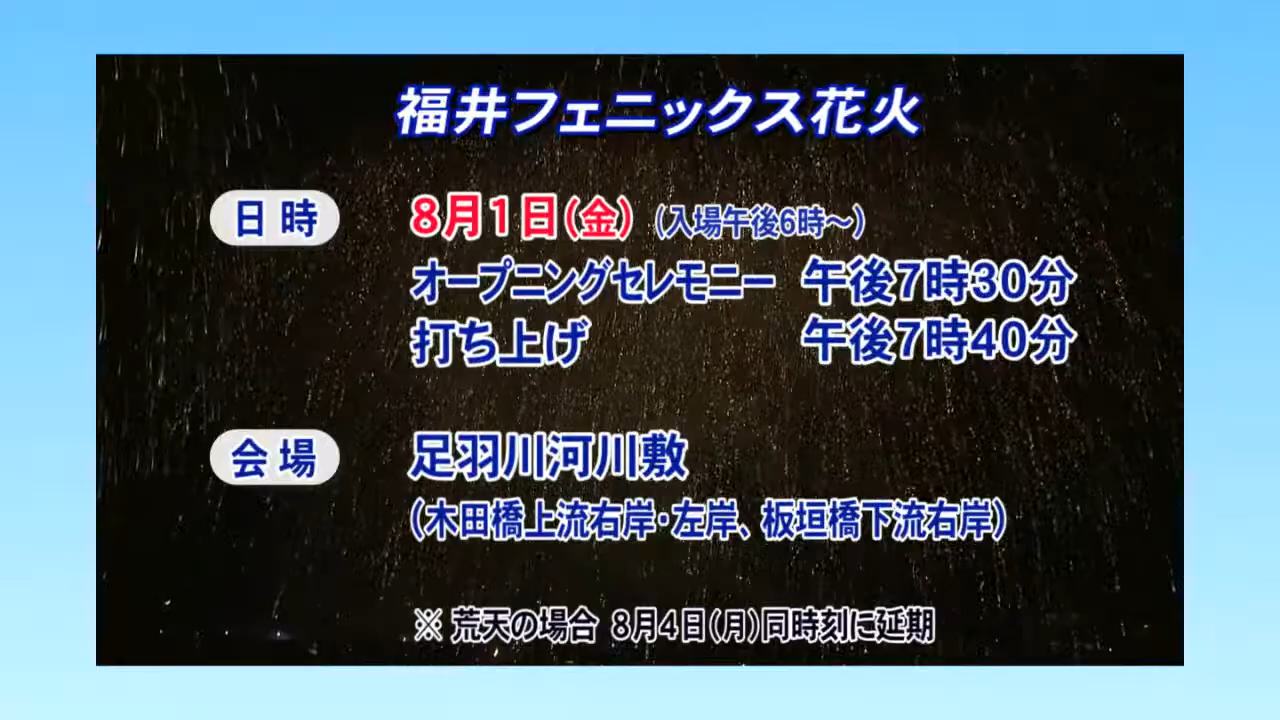 福井フェニックス花火
日時
8月1日(金) (入場午後6時〜)
オープニングセレモニー 午後7時30分
打ち上げ 午後7時40分
会場
足羽川河川敷
(木田橋上流右岸・左岸、板垣橋下流右岸)
※ 荒天の場合 8月4日(月)同時刻に延期